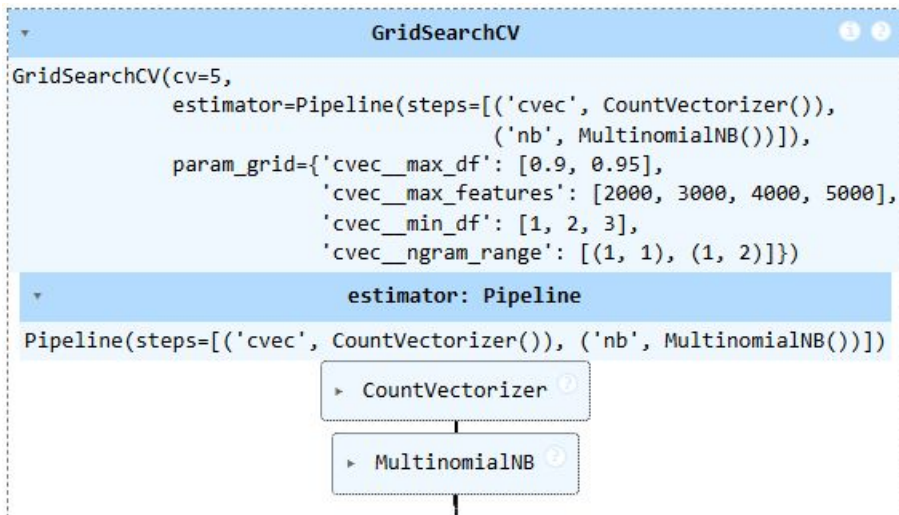 GridSearchCV
GridSearchCV(cv=5,
             estimator=Pipeline(steps=[('cvec', CountVectorizer()),
                                       ('nb', MultinomialNB())]),
             param_grid={'cvec__max_df': [0.9, 0.95],
                         'cvec__max_features': [2000, 3000, 4000, 5000],
                         'cvec__min_df': [1, 2, 3],
                         'cvec__ngram_range': [(1, 1), (1, 2)]})
estimator: Pipeline
Pipeline(steps=[('cvec', CountVectorizer()), ('nb', MultinomialNB())])
CountVectorizer ?
MultinomialNB ?